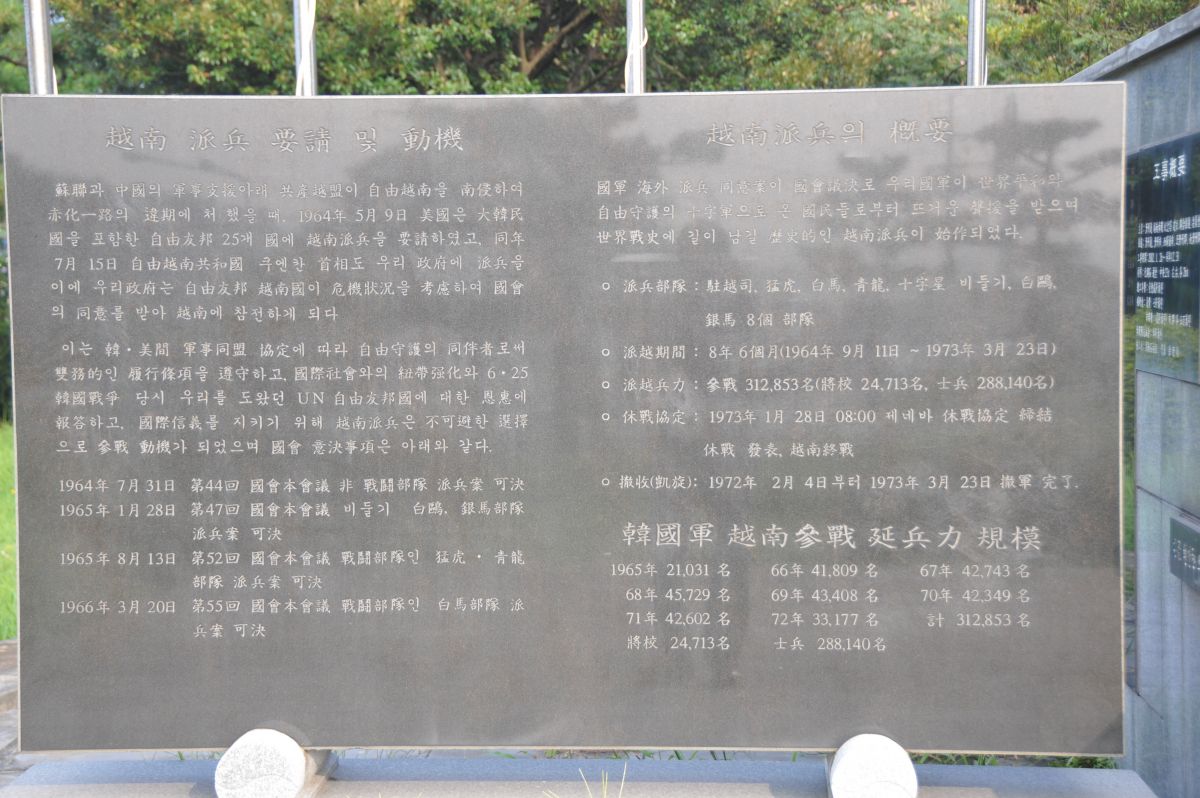 越南 派兵 要請 및 動機
蘇聯과 中國의 軍事支援아래 共產越盟이 自由越南을 南侵하여
赤化一路의 違期에 처 했을 때, 1964年 5月 9日 美國은 大韓民
國을 포함한 自由友邦 25개 國에 越南派兵을 要請하였고, 同年
7月 15日 自由越南共和國 구엔칸 首相도 우리 政府에 派兵을
이에 우리政府는 自由友邦 越南國이 危機狀況을 考慮하여 國會
의 同意를 받아 越南에 참전하게 되다
이는 韓·美間 軍事同盟 協定에 따라 自由守護의 同伴者로써
雙務的인 履行條項을 遵守하고, 國際社會와의 紐帶强化와 6·25
韓國戰爭 당시 우리를 도왔던 UN 自由友邦國에 대한 恩惠에
報答하고, 國際信義를 지키기 위해 越南派兵은 不可避한 選擇
으로 參戰 動機가 되었으며 國會 意決事項은 아래와 같다.
1964年 7月 31日 第44回 國會本會議 非 戰鬪部隊 派兵案 可決
1965年 1月 28日 第47回 國會本會議 비둘기 白鷗, 銀馬部隊
派兵案 可決
1965年 8月 13日 第52回 國會本會議 戰鬪部隊인 猛虎·青龍
部隊 派兵案 可決
1966年 3月 20日 第55回 國會本會議 戰鬪部隊인 白馬部隊 派
兵案 可決
越南派兵의 槪要
國軍 海外 派兵 同意案이 國會議決로 우리國軍이 世界平和와
自由守護의 十字軍으로 온 國民들로부터 뜨거운 聲援을 받으며
世界戰史에 길이 남길 歷史的인 越南派兵이 始作되었다.
○ 派兵部隊 : 駐越司, 猛虎, 白馬, 青龍, 十字星 비둘기, 白鷗,
銀馬 8個 部隊
○ 派越期間 : 8年 6個月(1964年 9月 11日 ~ 1973年 3月 23日)
○ 派越兵力 : 參戰 312,853名(將校 24,713名, 士兵 288,140名)
○ 休戰協定 : 1973年 1月 28日 08:00 제네바 休戰協定 締結
休戰 發表, 越南終戰
○ 撤收(凱旋): 1972年 2月 4日부터 1973年 3月 23日 撤軍 完了.
韓國軍 越南參戰 延兵力 規模
1965年 21,031 名 66年 41,809 名 67年 42,743 名
68年 45,729 名 69年 43,408 名 70年 42,349 名
71年 42,602 名 72年 33,177 名 計 312,853 名
將校 24,713名 士兵 288,140名
工事槪要